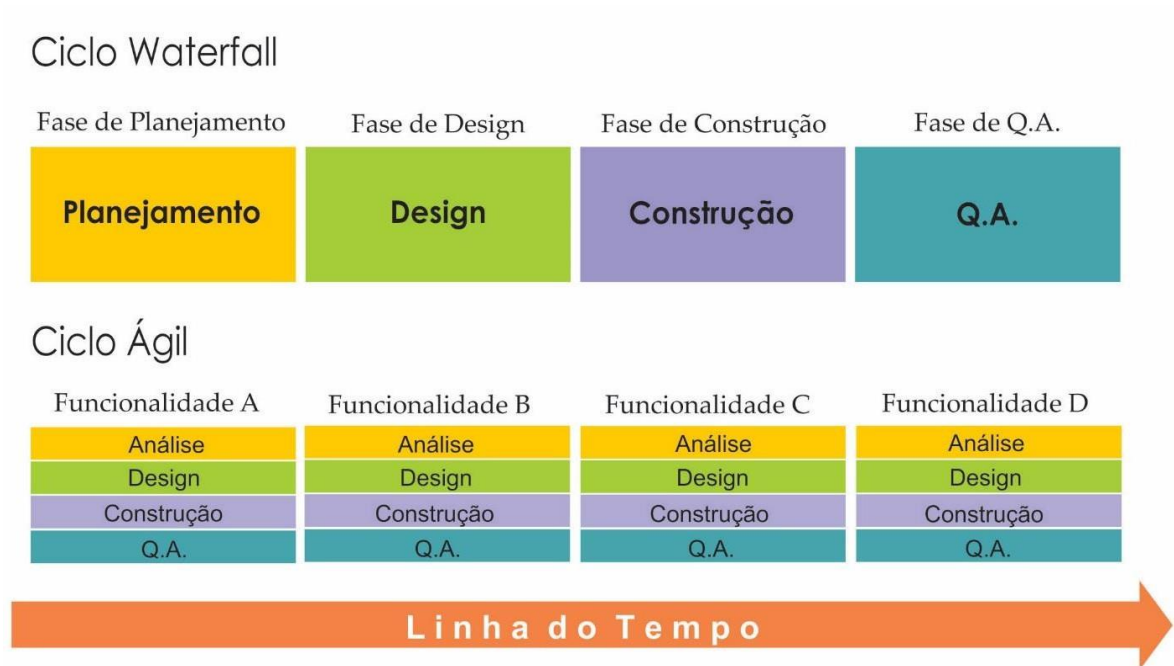 Ciclo Waterfall
Fase de Planejamento
Fase de Design
Fase de Construção
Fase de Q.A.
Planejamento
Design
Construção
Q.A.
Ciclo Ágil
Funcionalidade A
Funcionalidade B
Funcionalidade C
Funcionalidade D
Análise
Análise
Análise
Análise
Design
Design
Design
Design
Construção
Construção
Construção
Construção
Q.A.
Q.A.
Q.A.
Q.A.
Linha do Tempo